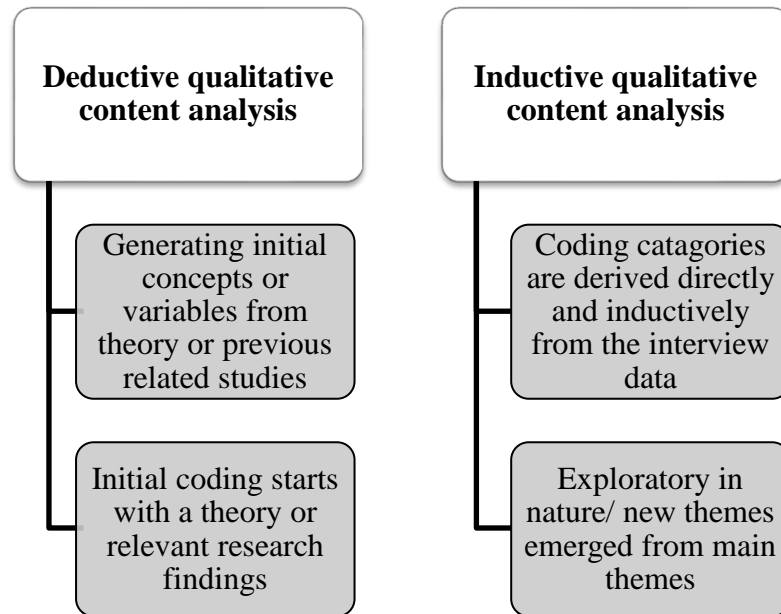 Deductive qualitative
content analysis
Generating initial
concepts or
variables from
theory or previous
related studies
Initial coding starts
with a theory or
relevant research
findings
Inductive qualitative
content analysis
Coding catagories
are derived directly
and inductively
from the interview
data
Exploratory in
nature/ new themes
emerged from main
themes